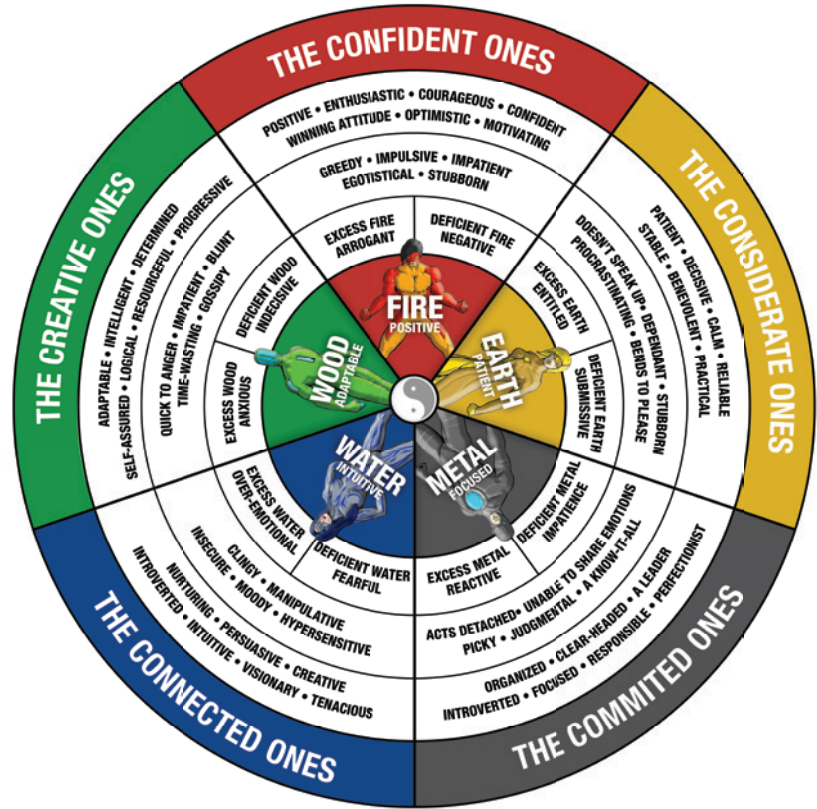 THE CONFIDENT ONES
POSITIVE • ENTHUSIASTIC • COURAGEOUS • CONFIDENT
WINNING ATTITUDE • OPTIMISTIC • MOTIVATING
GREEDY • IMPULSIVE • IMPATIENT
EGOTISTICAL • STUBBORN
EXCESS FIRE
ARROGANT
DEFICIENT FIRE
NEGATIVE
FIRE
POSITIVE
THE CONSIDERATE ONES
PATIENT • DECISIVE • CALM • RELIABLE
STABLE • BENEVOLENT • PRACTICAL
DOESN'T SPEAK UP• DEPENDANT • STUBBORN
PROCRASTINATING • BENDS TO PLEASE
EXCESS EARTH
ENTITLED
DEFICIENT EARTH
SUBMISSIVE
EARTH
PATIENT
THE COMMITED ONES
DEFICIENT METAL
IMPATIENCE
EXCESS METAL
REACTIVE
ACTS DETACHED• UNABLE TO SHARE EMOTIONS
PICKY • JUDGMENTAL • A KNOW-IT-ALL
ORGANIZED • CLEAR-HEADED • A LEADER
INTROVERTED • FOCUSED • RESPONSIBLE • PERFECTIONIST
METAL
FOCUSED
THE CONNECTED ONES
EXCESS WATER
OVER-EMOTIONAL
DEFICIENT WATER
FEARFUL
CLINGY • MANIPULATIVE
INSECURE • MOODY • HYPERSENSITIVE
NURTURING • PERSUASIVE • CREATIVE
INTROVERTED • INTUITIVE • VISIONARY • TENACIOUS
WATER
INTUITIVE
THE CREATIVE ONES
ADAPTABLE • INTELLIGENT • DETERMINED
SELF-ASSURED • LOGICAL • RESOURCEFUL • PROGRESSIVE
QUICK TO ANGER • IMPATIENT • BLUNT
TIME-WASTING • GOSSIPY
EXCESS WOOD
ANXIOUS
DEFICIENT WOOD
INDECISIVE
WOOD
ADAPTABLE